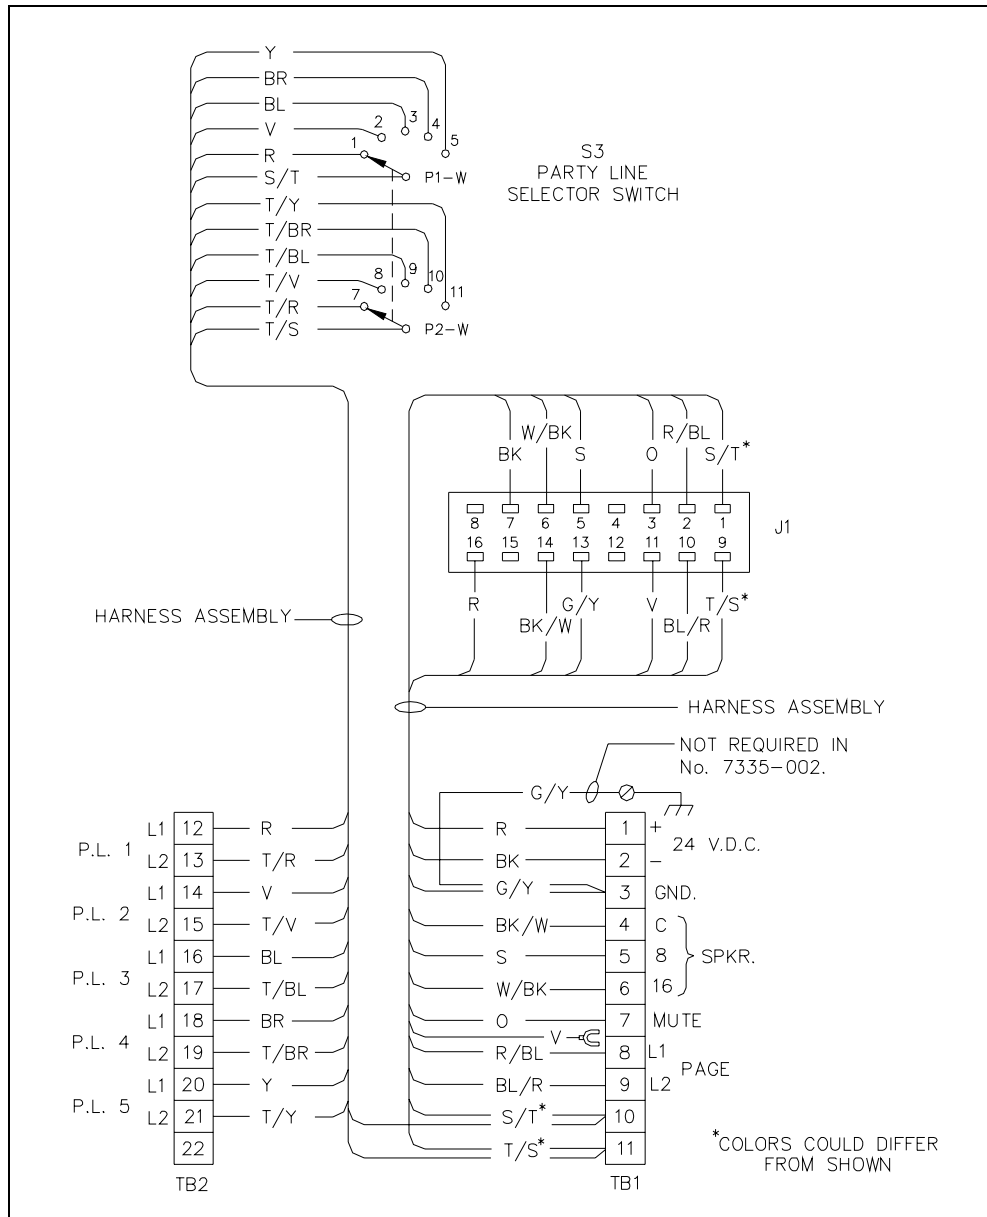 Y
BR
BL
V
R
S/T
T/Y
T/BR
T/BL
T/V
T/R
T/S
1
2
3
4
5
P1-W
7
8
9
10
11
P2-W
S3
PARTY LINE
SELECTOR SWITCH
BK W/BK S O R/BL S/T*
8 7 6 5 4 3 2 1
16 15 14 13 12 11 10 9
J1
R BK/W G/Y V BL/R T/S*
HARNESS ASSEMBLY
HARNESS ASSEMBLY
NOT REQUIRED IN
No. 7335-002.
G/Y
P.L. 1
L1 12 R
L2 13 T/R
P.L. 2
L1 14 V
L2 15 T/V
P.L. 3
L1 16 BL
L2 17 T/BL
P.L. 4
L1 18 BR
L2 19 T/BR
P.L. 5
L1 20 Y
L2 21 T/Y
22
TB2
R 1 +
BK 2 -
24 V.D.C.
G/Y 3 GND.
BK/W 4 C
S 5 8
SPKR.
W/BK 6 16
O 7 MUTE
V
R/BL 8 L1
PAGE
BL/R 9 L2
S/T* 10
T/S* 11
TB1
*COLORS COULD DIFFER
FROM SHOWN